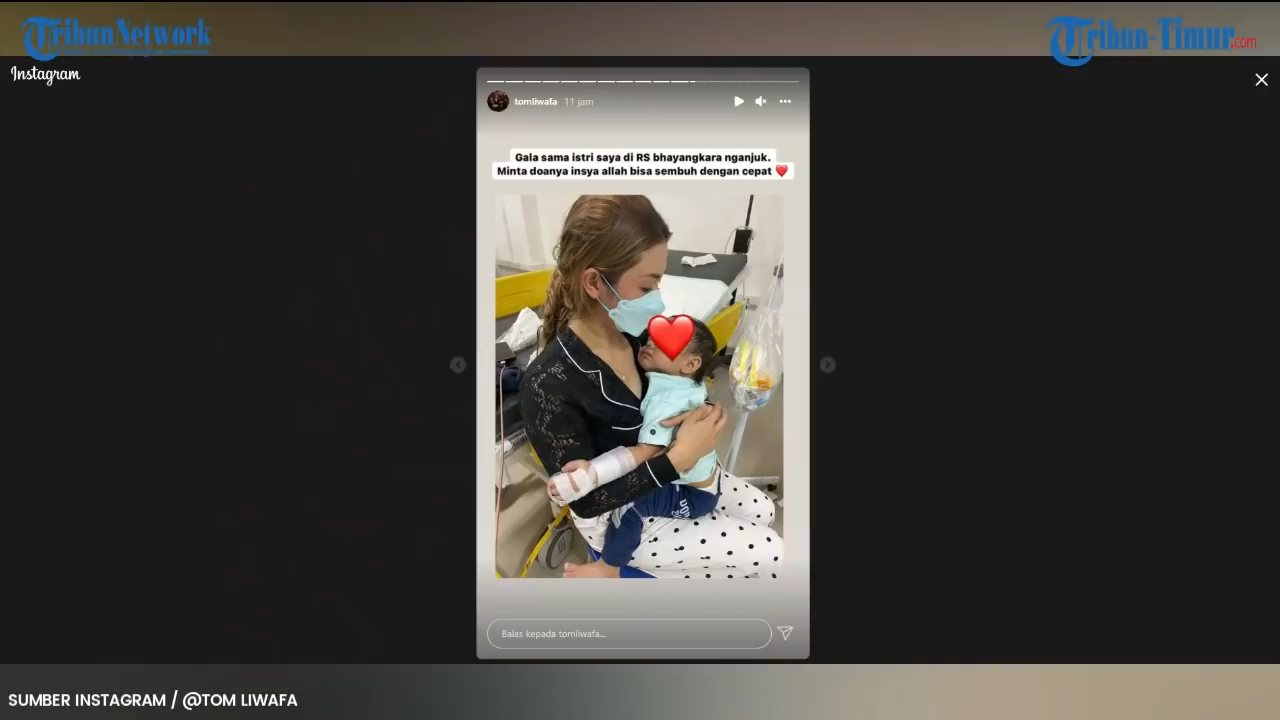 TribunNetwork
Tribun-Timur.com
Instagram
tomliwafa 11 jam
Gala sama istri saya di RS bhayangkara nganjuk.
Minta doanya insya allah bisa sembuh dengan cepat
Balas kepada tomliwafa...
SUMBER INSTAGRAM / @TOM LIWAFA